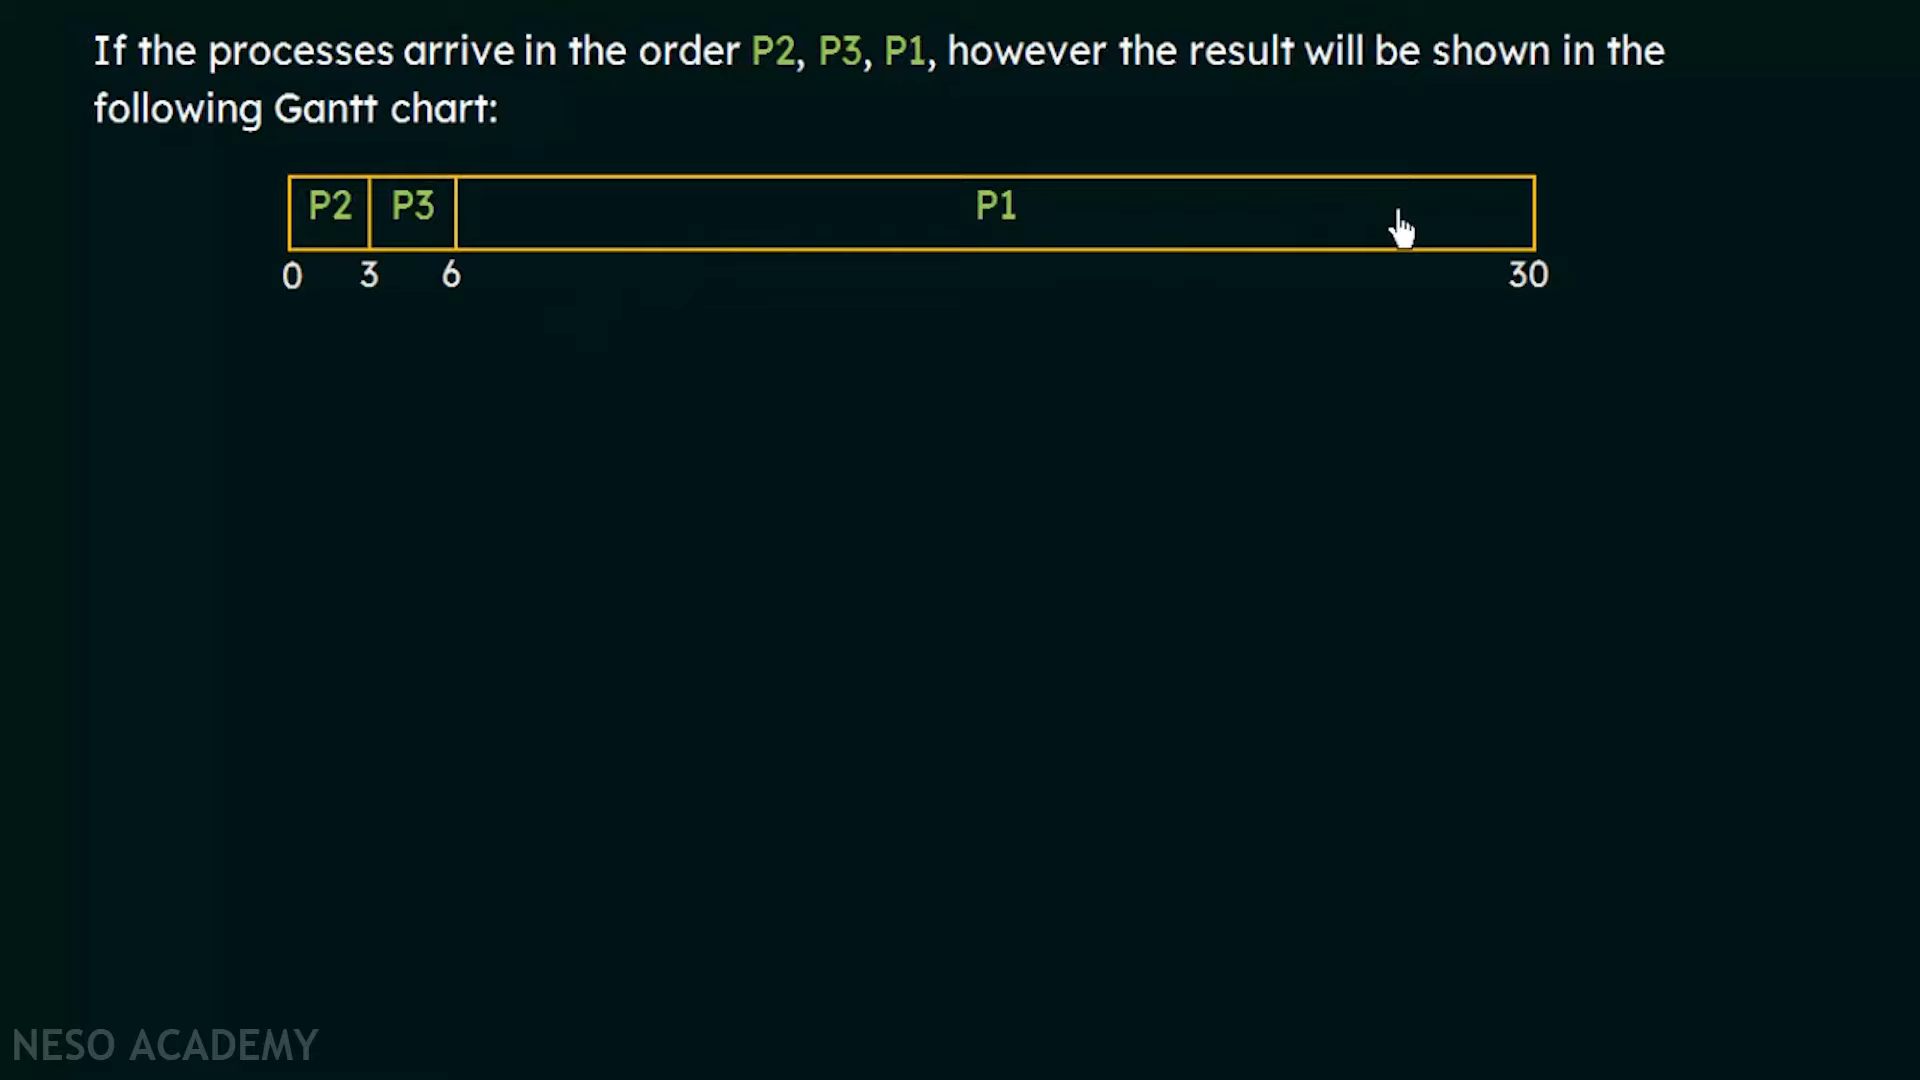 If the processes arrive in the order P2, P3, P1, however the result will be shown in the
following Gantt chart:
P2 P3 P1
0 3 6 30
NESO ACADEMY